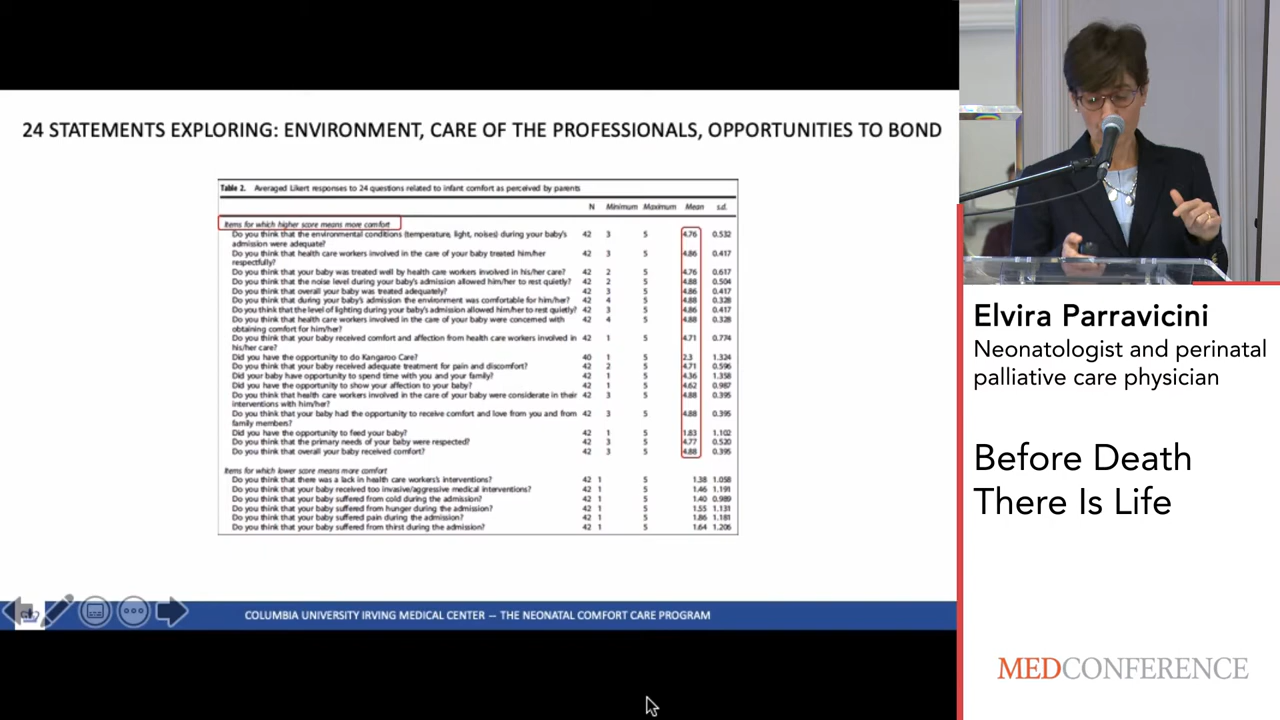 24 STATEMENTS EXPLORING: ENVIRONMENT, CARE OF THE PROFESSIONALS, OPPORTUNITIES TO BOND
Table 2. Averaged Likert responses to 24 questions related to infant comfort as perceived by parents
N Minimum Maximum Mean s.d.
Items for which higher score means more comfort
Do you think that the environmental conditions (temperature, light, noises) during your baby's 42 3 5 4.76 0.532
admission were adequate?
Do you think that health care workers involved in the care of your baby treated him/her 42 3 5 4.86 0.417
respectfully?
Do you think that your baby was treated well by health care workers involved in his/her care? 42 2 5 4.76 0.617
Do you think that the noise level during your baby's admission allowed him/her to rest quietly? 42 2 5 4.88 0.504
Do you think that overall your baby was treated adequately? 42 3 5 4.86 0.417
Do you think that during your baby's admission the environment was comfortable for him/her? 42 4 5 4.88 0.328
Do you think that the level of lighting during your baby's admission allowed him/her to rest quietly? 42 3 5 4.86 0.417
Do you think that health care workers involved in the care of your baby were concerned with 42 4 5 4.88 0.328
obtaining comfort for him/her?
Do you think that your baby received comfort and affection from health care workers involved in 42 1 5 4.71 0.774
his/her care?
Did you have the opportunity to do Kangaroo Care? 40 1 5 2.3 1.324
Do you think that your baby received adequate treatment for pain and discomfort? 42 2 5 4.71 0.596
Did your baby have opportunity to spend time with you and your family? 42 1 5 4.36 1.358
Did you have the opportunity to show your affection to your baby? 42 1 5 4.62 0.987
Do you think that health care workers involved in the care of your baby were considerate in their 42 3 5 4.88 0.395
interventions with him/her?
Do you think that your baby had the opportunity to receive comfort and love from you and from 42 3 5 4.88 0.395
family members?
Did you have the opportunity to feed your baby? 42 1 5 1.83 1.102
Do you think that the primary needs of your baby were respected? 42 3 5 4.77 0.520
Do you think that overall your baby received comfort? 42 3 5 4.88 0.395
Items for which lower score means more comfort
Do you think that there was a lack in health care workers's interventions? 42 1 5 1.38 1.058
Do you think that your baby received too invasive/aggressive medical interventions? 42 1 5 1.46 1.191
Do you think that your baby suffered from cold during the admission? 42 1 5 1.40 0.989
Do you think that your baby suffered from hunger during the admission? 42 1 5 1.55 1.131
Do you think that your baby suffered pain during the admission? 42 1 5 1.86 1.181
Do you think that your baby suffered from thirst during the admission? 42 1 5 1.64 1.206
COLUMBIA UNIVERSITY IRVING MEDICAL CENTER — THE NEONATAL COMFORT CARE PROGRAM
Elvira Parravicini
Neonatologist and perinatal
palliative care physician
Before Death
There Is Life
MEDCONFERENCE